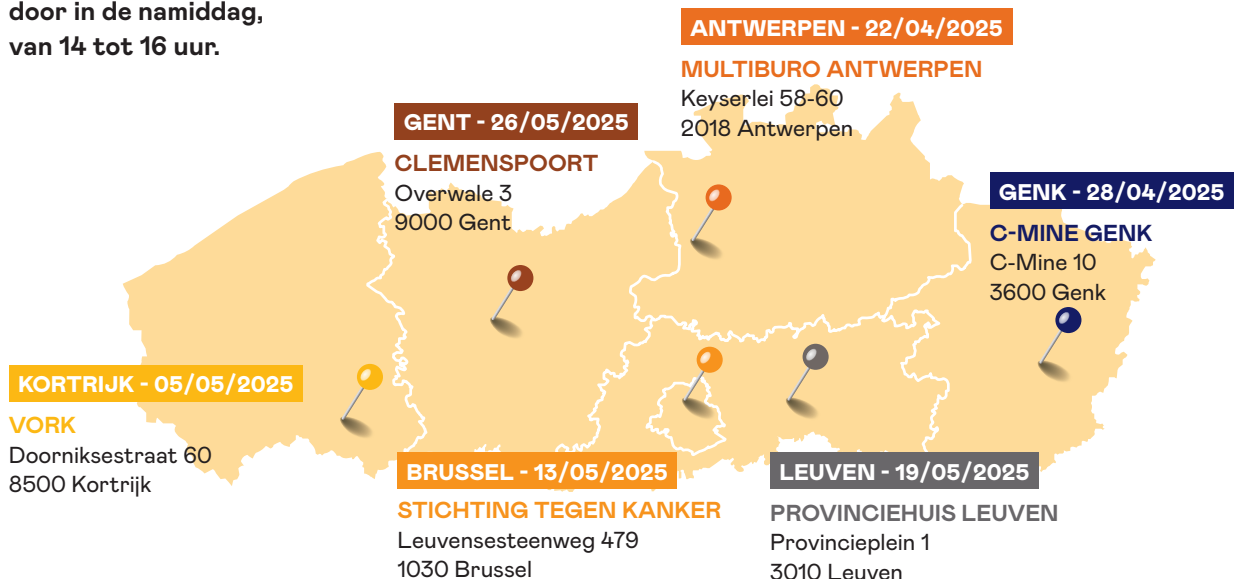 door in de namiddag,
van 14 tot 16 uur.
ANTWERPEN - 22/04/2025
MULTIBURO ANTWERPEN
Keyserlei 58-60
2018 Antwerpen
GENT - 26/05/2025
CLEMENSPOORT
Overwale 3
9000 Gent
GENK - 28/04/2025
C-MINE GENK
C-Mine 10
3600 Genk
KORTRIJK - 05/05/2025
VORK
Doorniksestraat 60
8500 Kortrijk
BRUSSEL - 13/05/2025
STICHTING TEGEN KANKER
Leuvensesteenweg 479
1030 Brussel
LEUVEN - 19/05/2025
PROVINCIEHUIS LEUVEN
Provincieplein 1
3010 Leuven